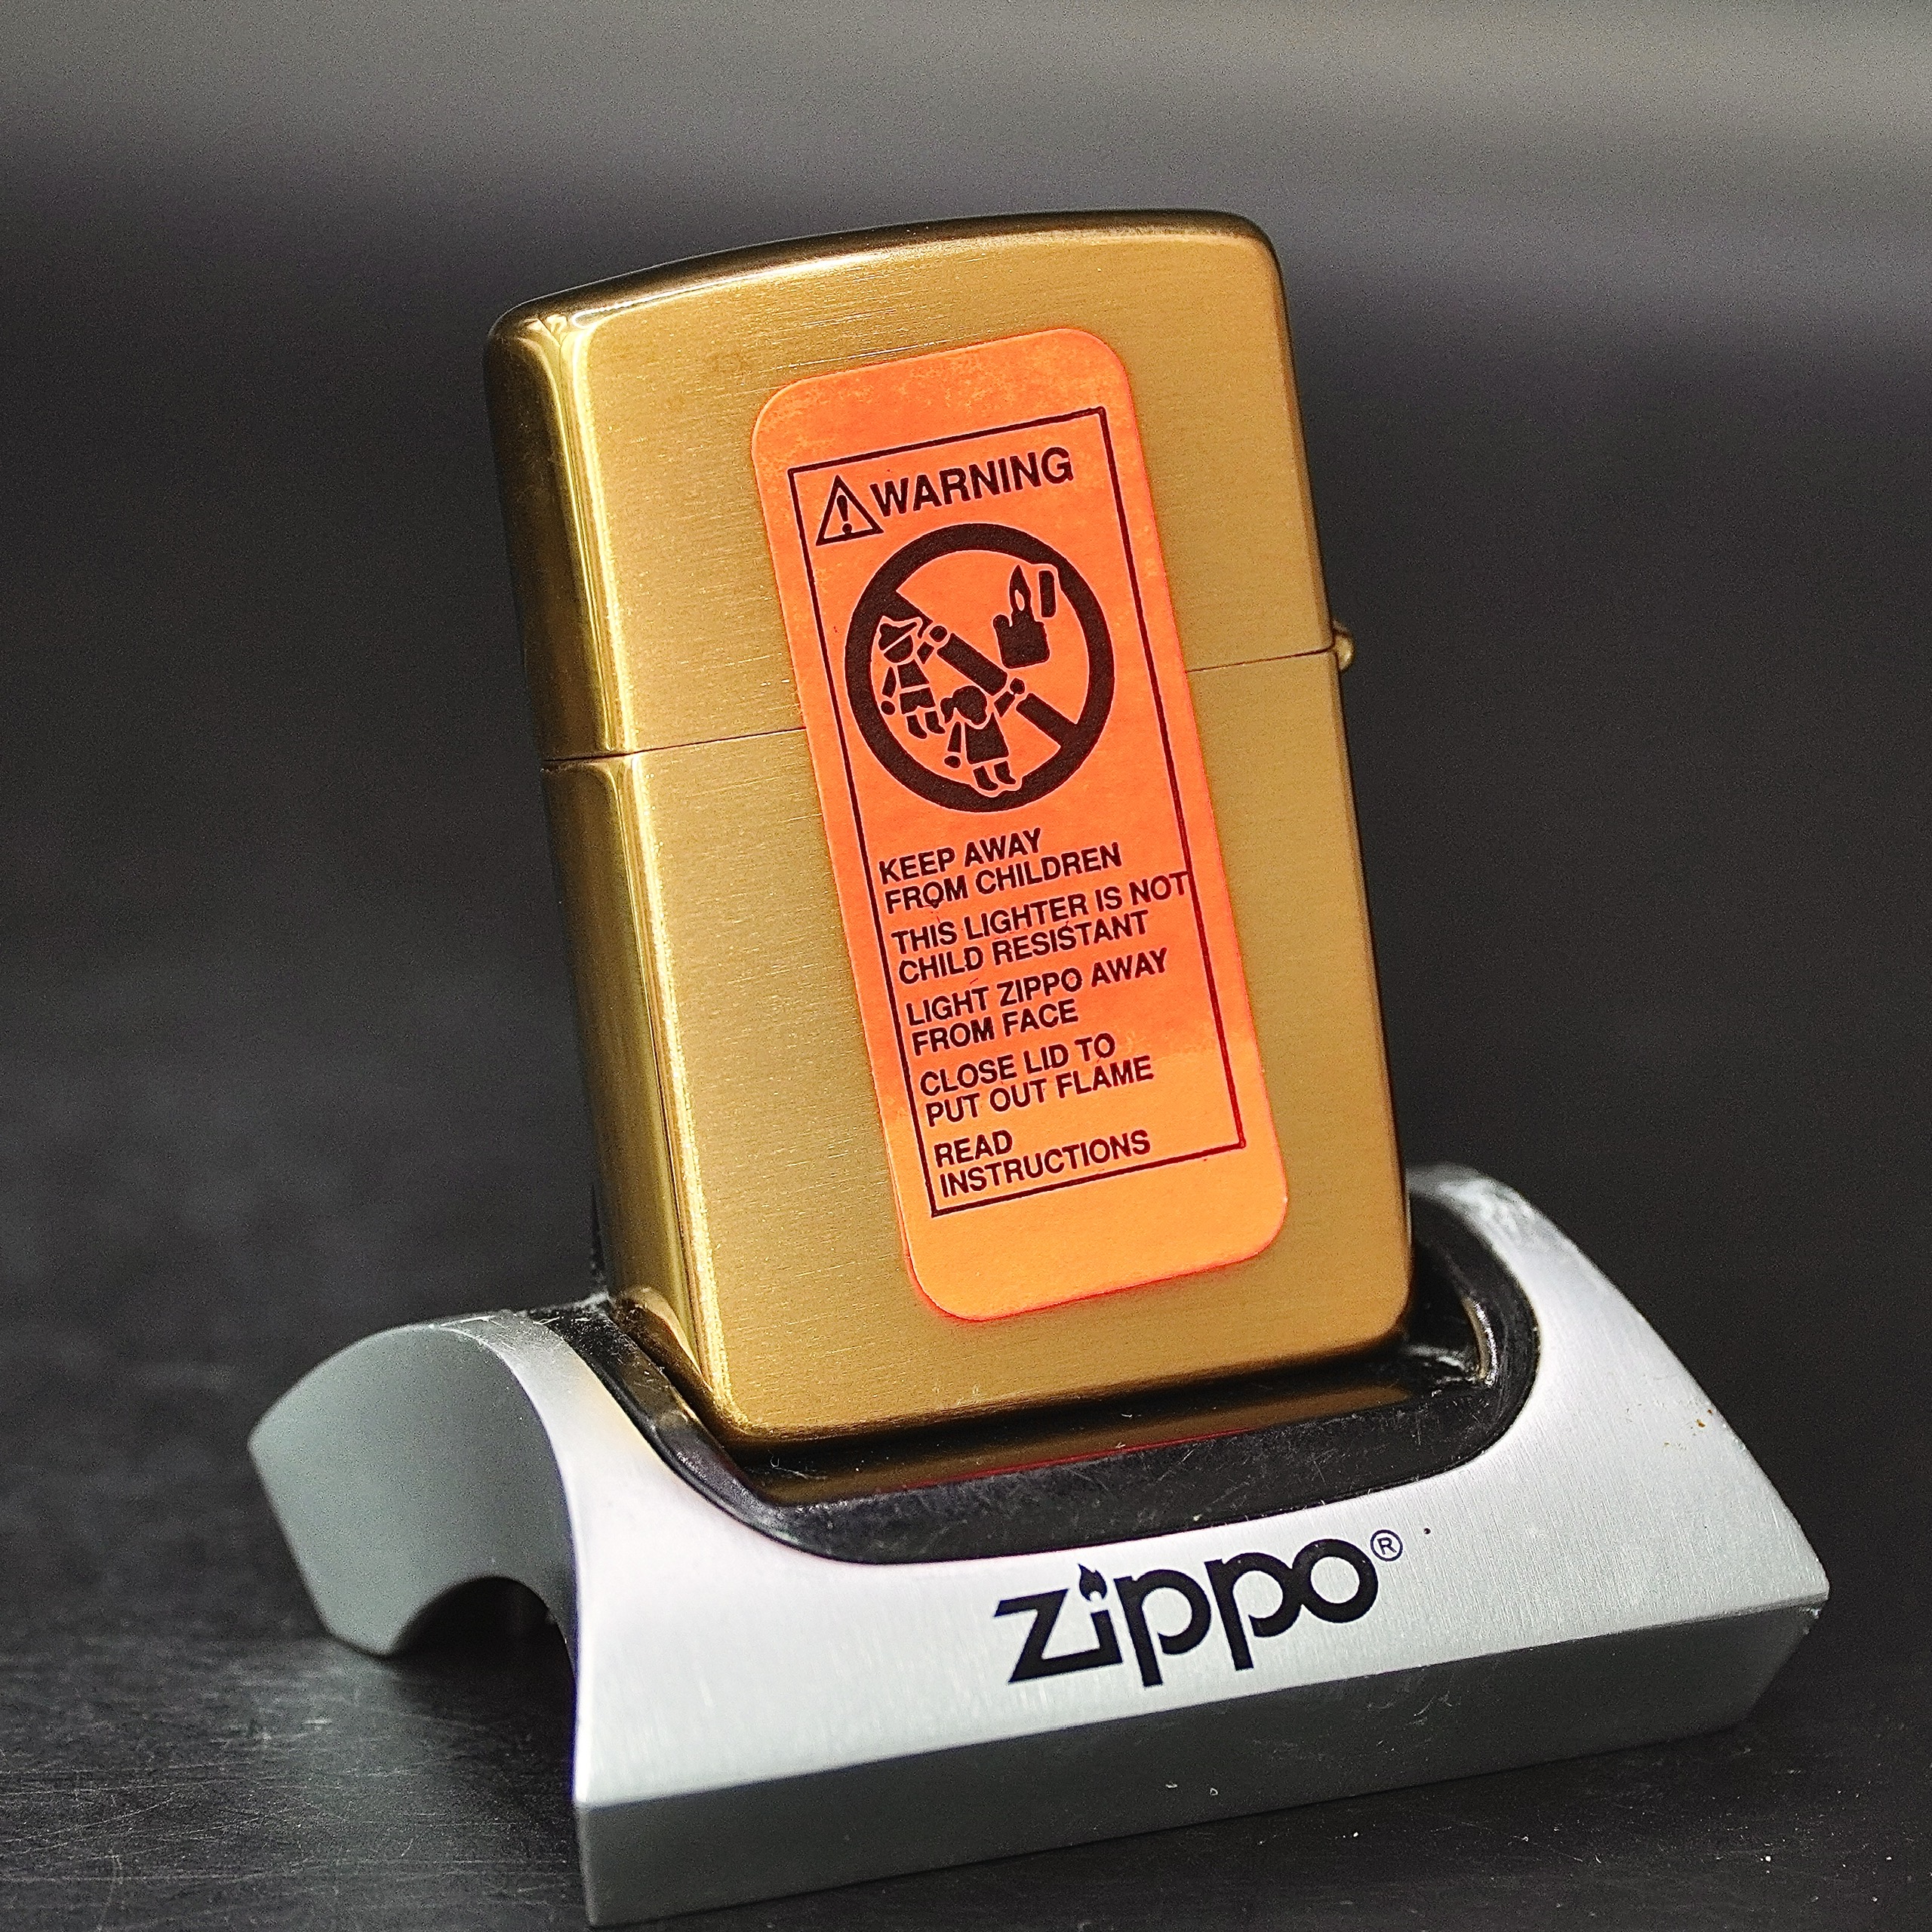 WARNING
KEEP AWAY
FROM CHILDREN
THIS LIGHTER IS NOT
CHILD RESISTANT
LIGHT ZIPPO AWAY
FROM FACE
CLOSE LID TO
PUT OUT FLAME
READ
INSTRUCTIONS
zippo®